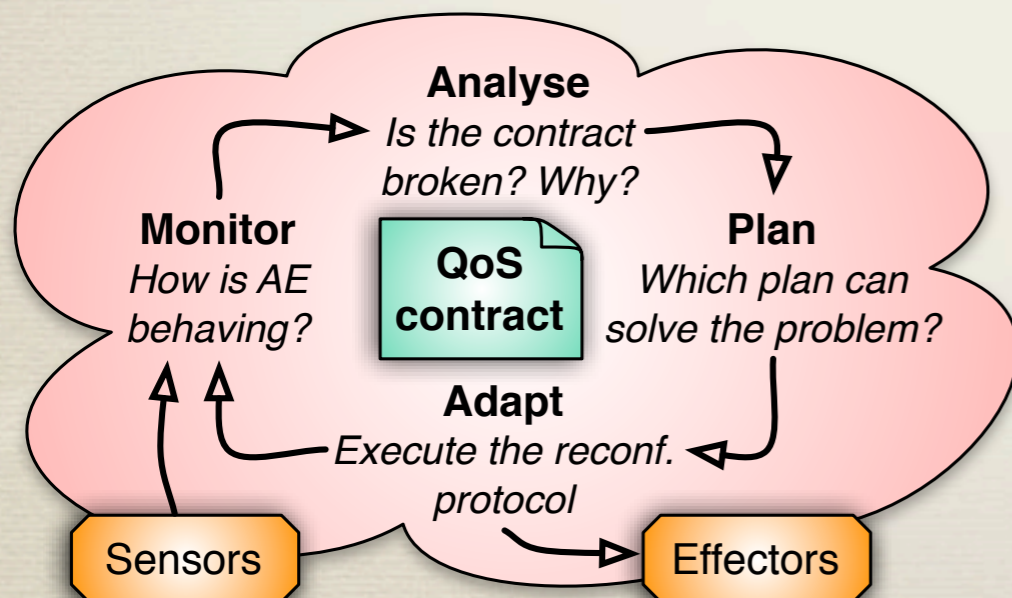 Analyse
Is the contract
broken? Why?
Monitor
How is AE
behaving?
QoS
contract
Plan
Which plan can
solve the problem?
Adapt
Execute the reconf.
protocol
Sensors
Effectors